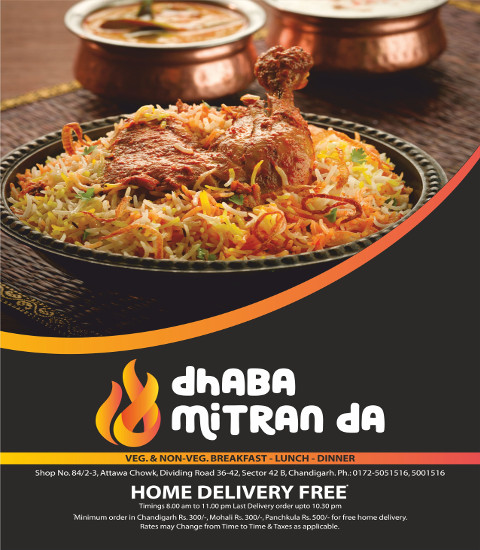 dhaba
mitran da
VEG. & NON-VEG. BREAKFAST - LUNCH - DINNER
Shop No. 84/2-3, Attawa Chowk, Dividing Road 36-42, Sector 42 B, Chandigarh. Ph.: 0172-5051516, 5001516
HOME DELIVERY FREE*
Timings 8.00 am to 11.00 pm Last Delivery order upto 10.30 pm
*Minimum order in Chandigarh Rs. 300/-, Mohali Rs. 300/-, Panchkula Rs. 500/- for free home delivery.
Rates may Change from Time to Time & Taxes as applicable.